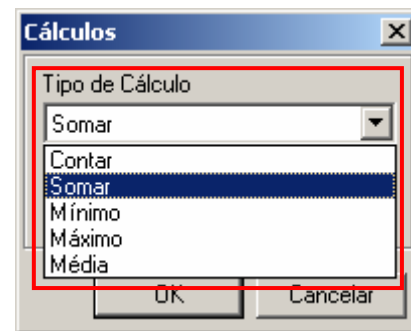 Cálculos
Tipo de Cálculo
Somar
Contar
Somar
Mínimo
Máximo
Média
OK Cancelar